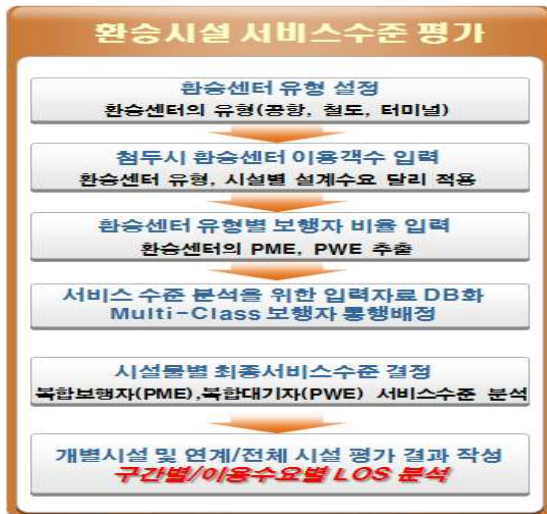 환승시설 서비스수준 평가
환승센터 유형 설정
환승센터의 유형(공항, 철도, 터미널)
첨두시 환승센터 이용객수 입력
환승센터 유형, 시설별 설계수요 달리 적용
환승센터 유형별 보행자 비율 입력
환승센터의 PME, PWE 추출
서비스 수준 분석을 위한 입력자료 DB화
Multi-Class 보행자 통행배정
시설물별 최종서비스수준 결정
복합보행자(PME),복합대기자(PWE) 서비스수준 분석
개별시설 및 연계/전체 시설 평가 결과 작성
구간별/이용수요별 LOS 분석